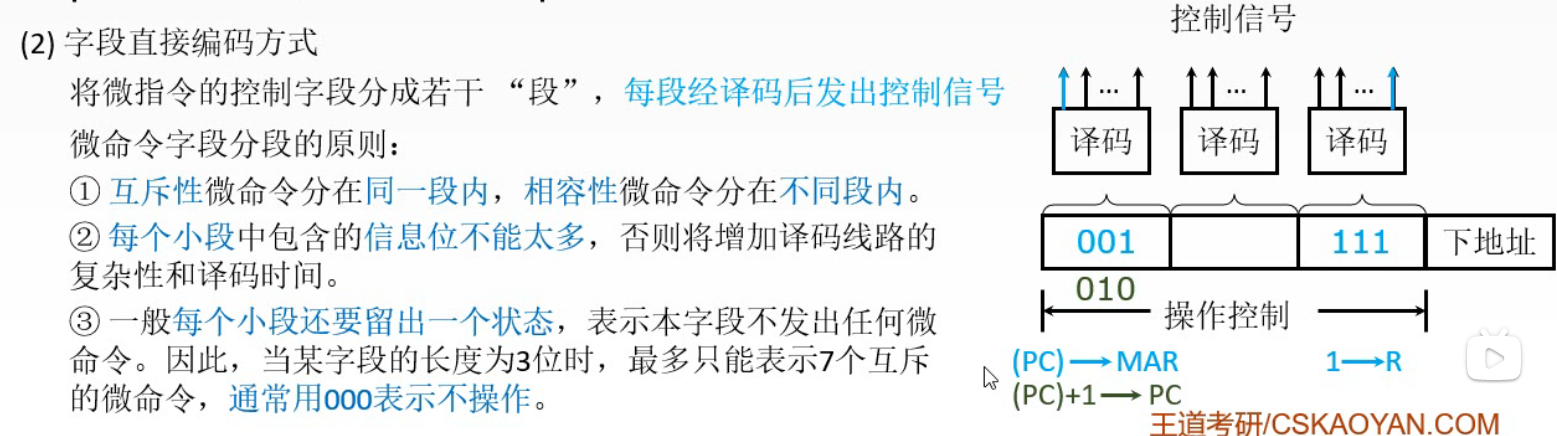 (2) 字段直接编码方式
将微指令的控制字段分成若干 “段”，每段经译码后发出控制信号
微命令字段分段的原则：
① 互斥性微命令分在同一段内，相容性微命令分在不同段内。
② 每个小段中包含的信息位不能太多，否则将增加译码线路的
复杂性和译码时间。
③ 一般每个小段还要留出一个状态，表示本字段不发出任何微
命令。因此，当某字段的长度为3位时，最多只能表示7个互斥
的微命令，通常用000表示不操作。
控制信号
... ... ...
译码 译码 译码
001 111 下地址
010
操作控制
(PC)→MAR 1→R
(PC)+1→PC
王道考研/CSKAOYAN.COM